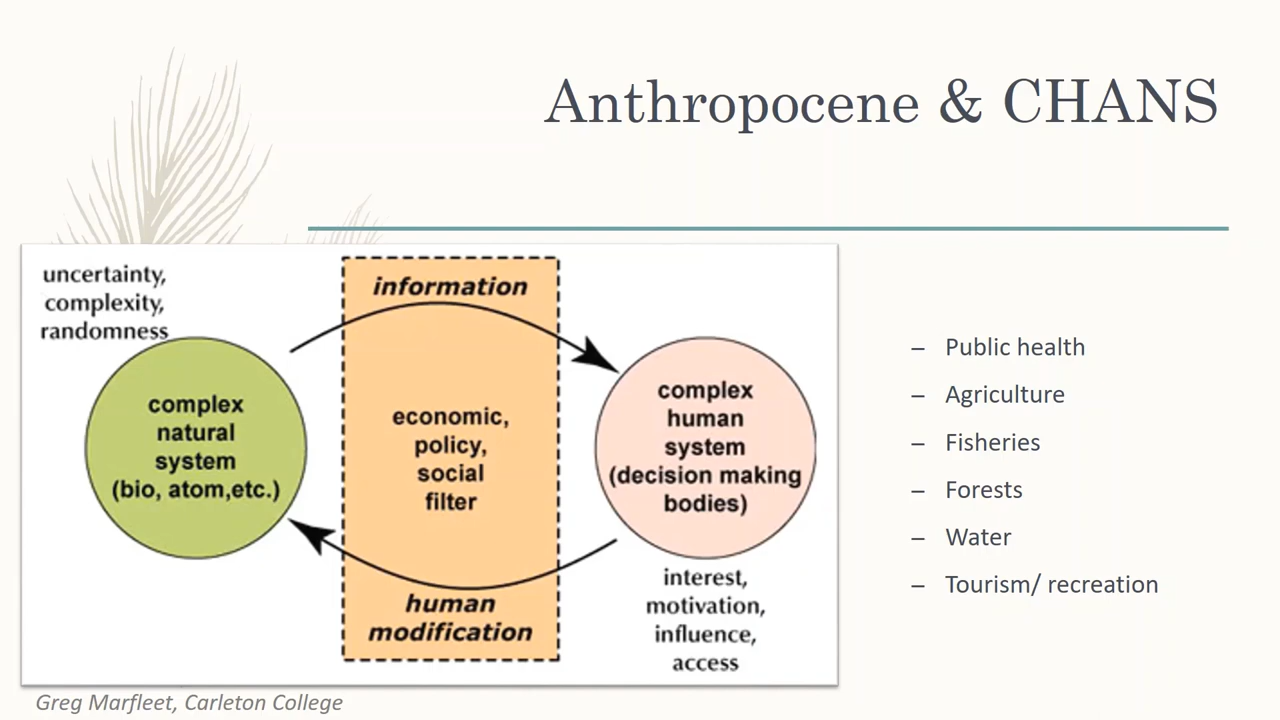 Anthropocene & CHANS
uncertainty,
complexity,
randomness
information
complex
natural
system
(bio, atom,etc.)
economic,
policy,
social
filter
complex
human
system
(decision making
bodies)
human
modification
interest,
motivation,
influence,
access
– Public health
– Agriculture
– Fisheries
– Forests
– Water
– Tourism/ recreation
Greg Marfleet, Carleton College